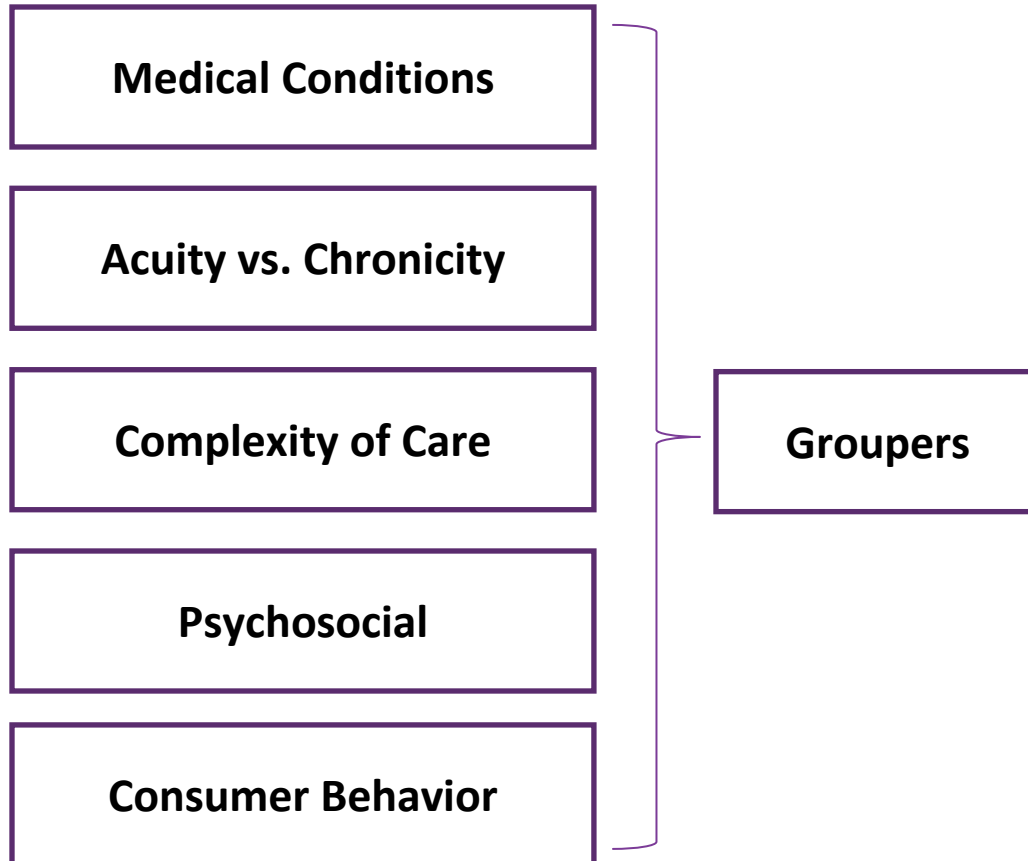 Medical Conditions
Acuity vs. Chronicity
Complexity of Care
Groupers
Psychosocial
Consumer Behavior